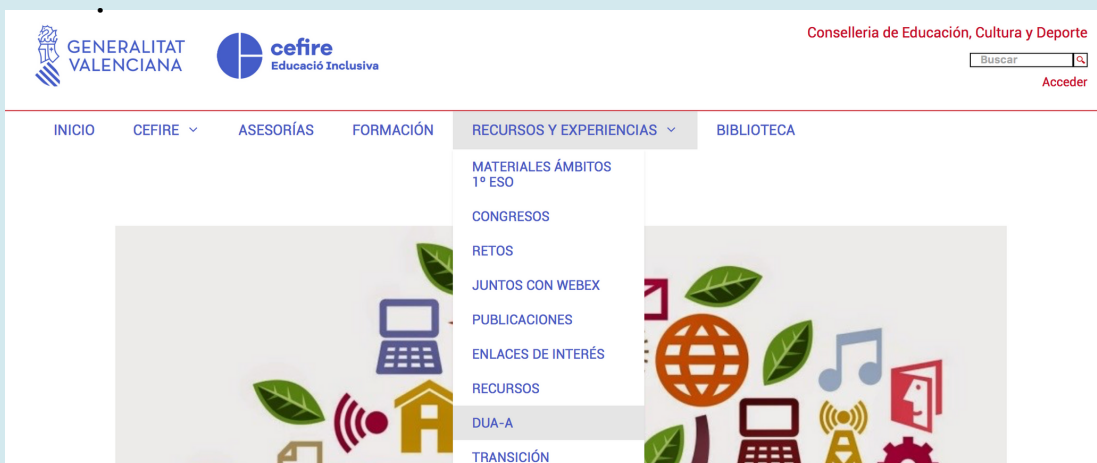 GENERALITAT
VALENCIANA
cefire
Educació Inclusiva
Conselleria de Educación, Cultura y Deporte
Buscar
Acceder
INICIO CEFIRE ASESORÍAS FORMACIÓN RECURSOS Y EXPERIENCIAS BIBLIOTECA
MATERIALES ÁMBITOS
1º ESO
CONGRESOS
RETOS
JUNTOS CON WEBEX
PUBLICACIONES
ENLACES DE INTERÉS
RECURSOS
DUA-A
TRANSICIÓN